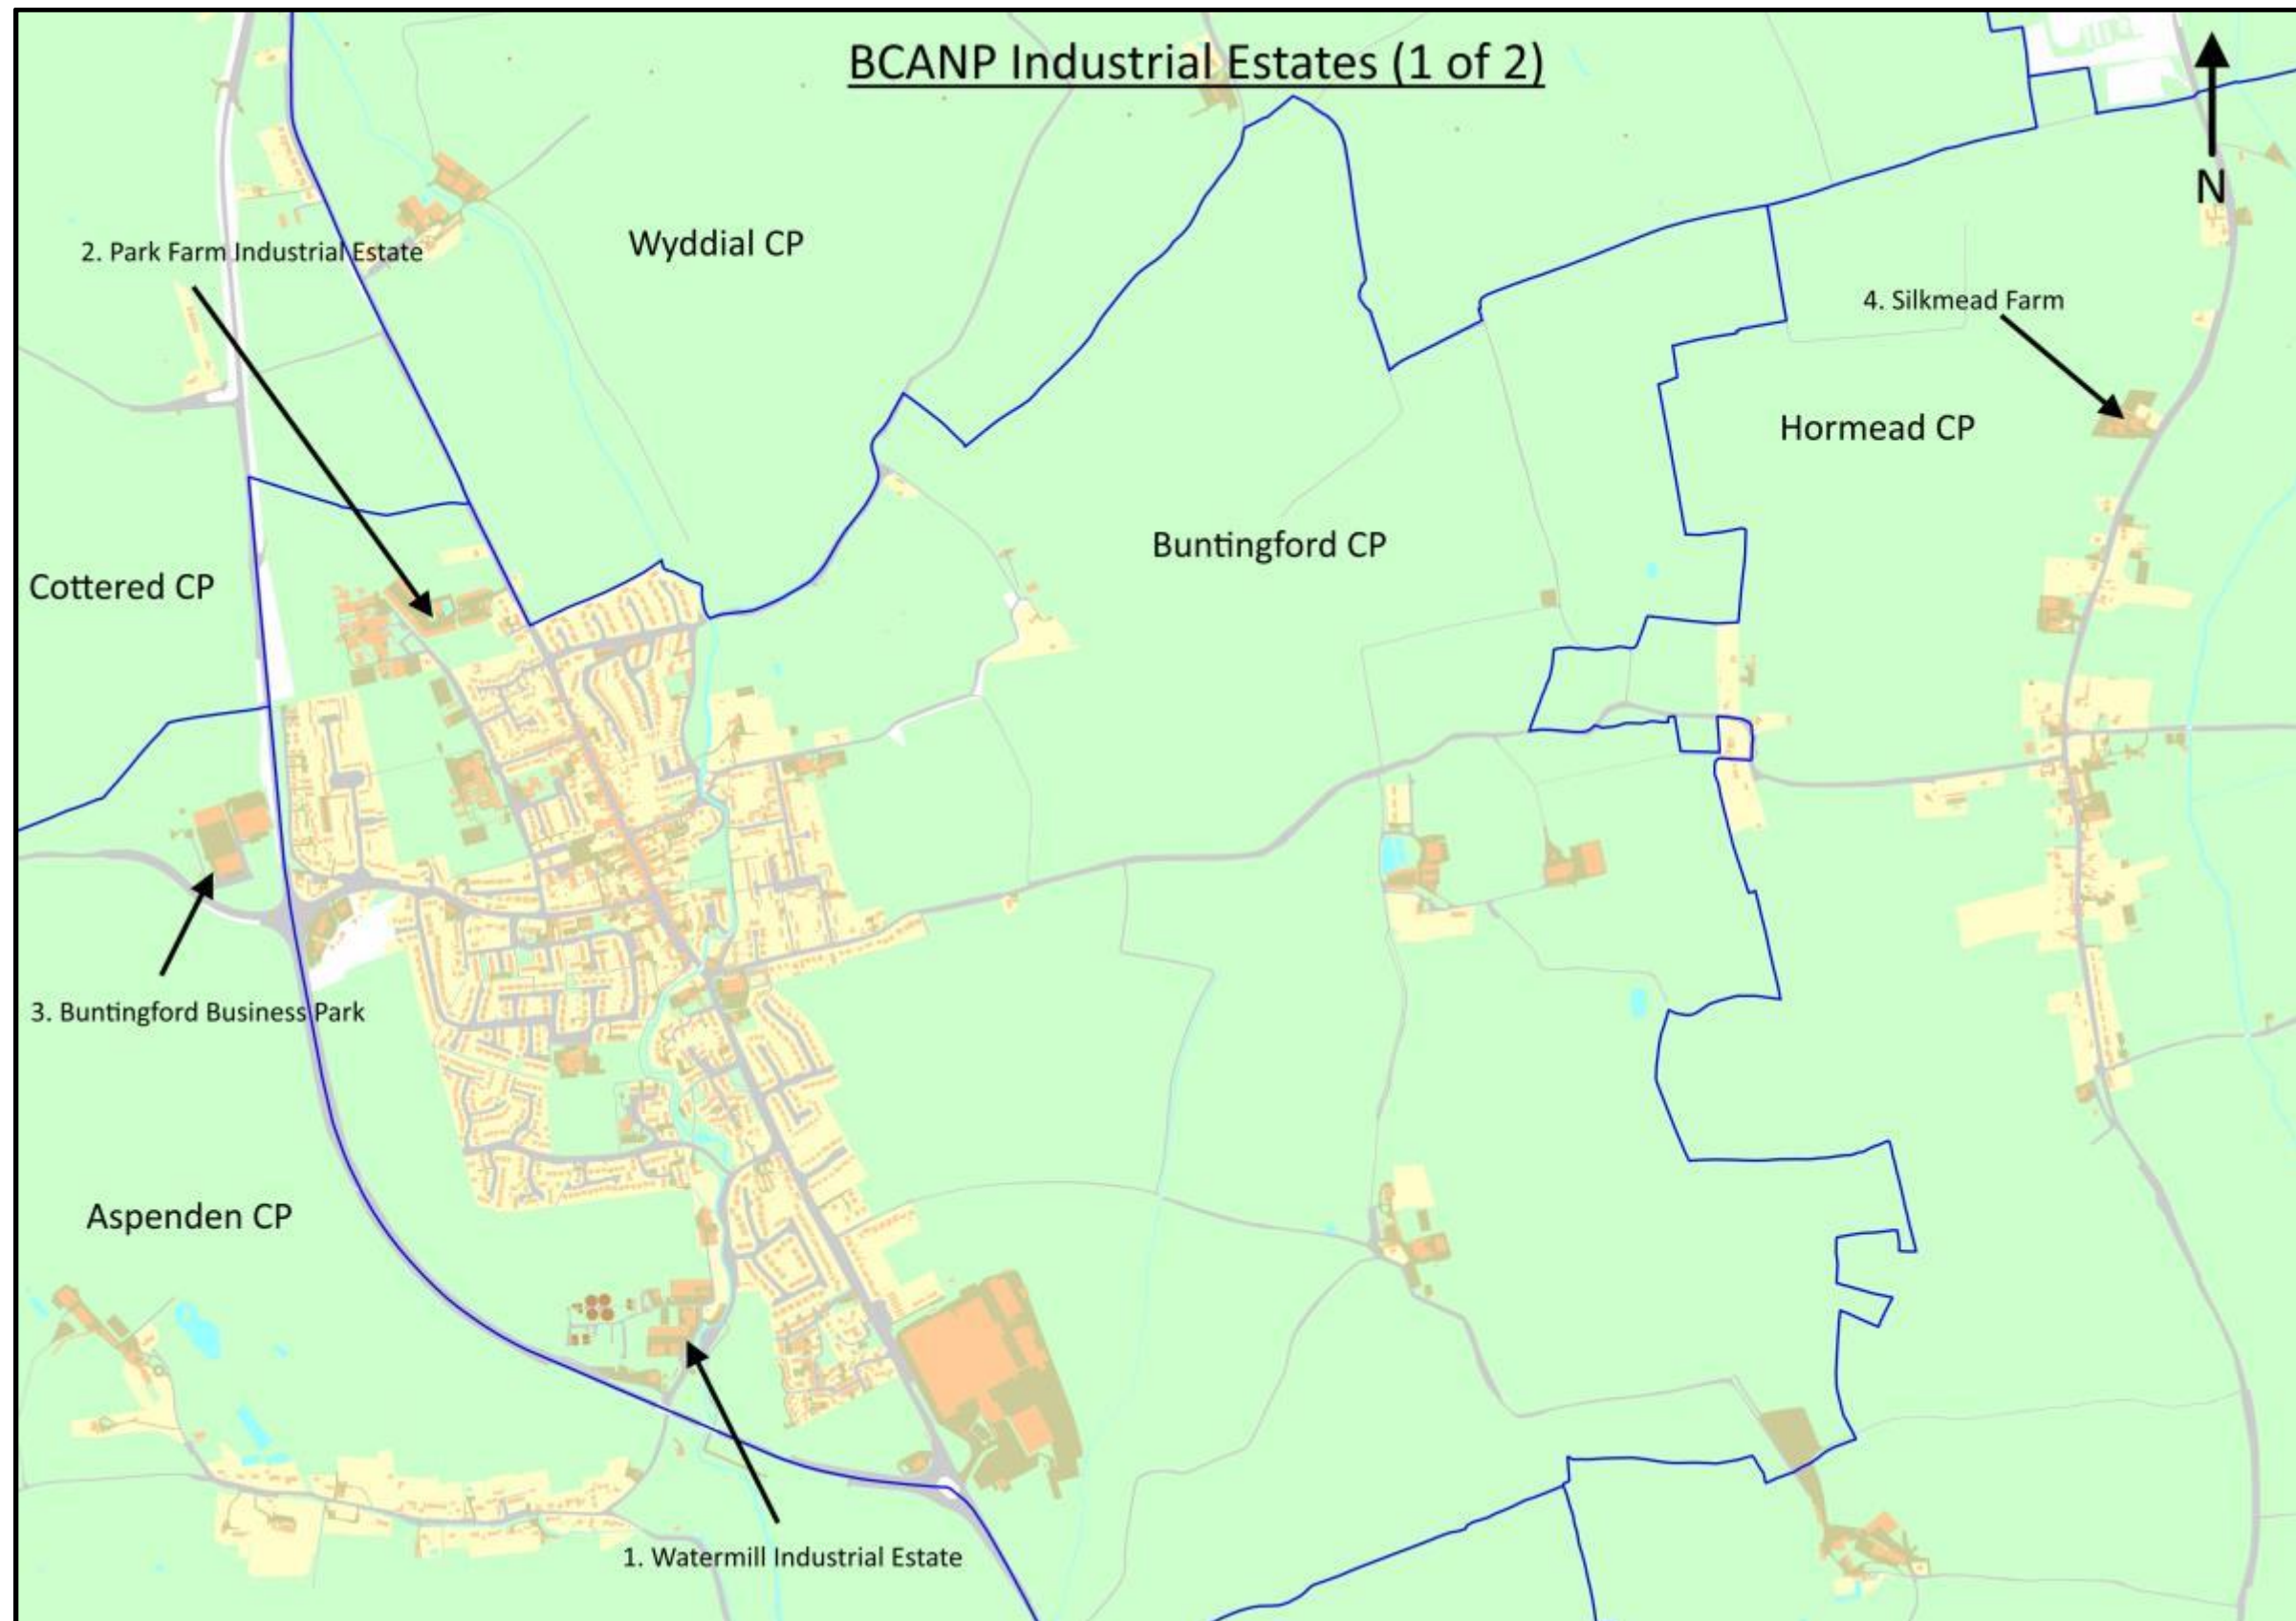 BCANP Industrial Estates (1 of 2)
N
Wyddial CP
2. Park Farm Industrial Estate
4. Silkmead Farm
Hormead CP
Buntingford CP
Cottered CP
3. Buntingford Business Park
Aspenden CP
1. Watermill Industrial Estate